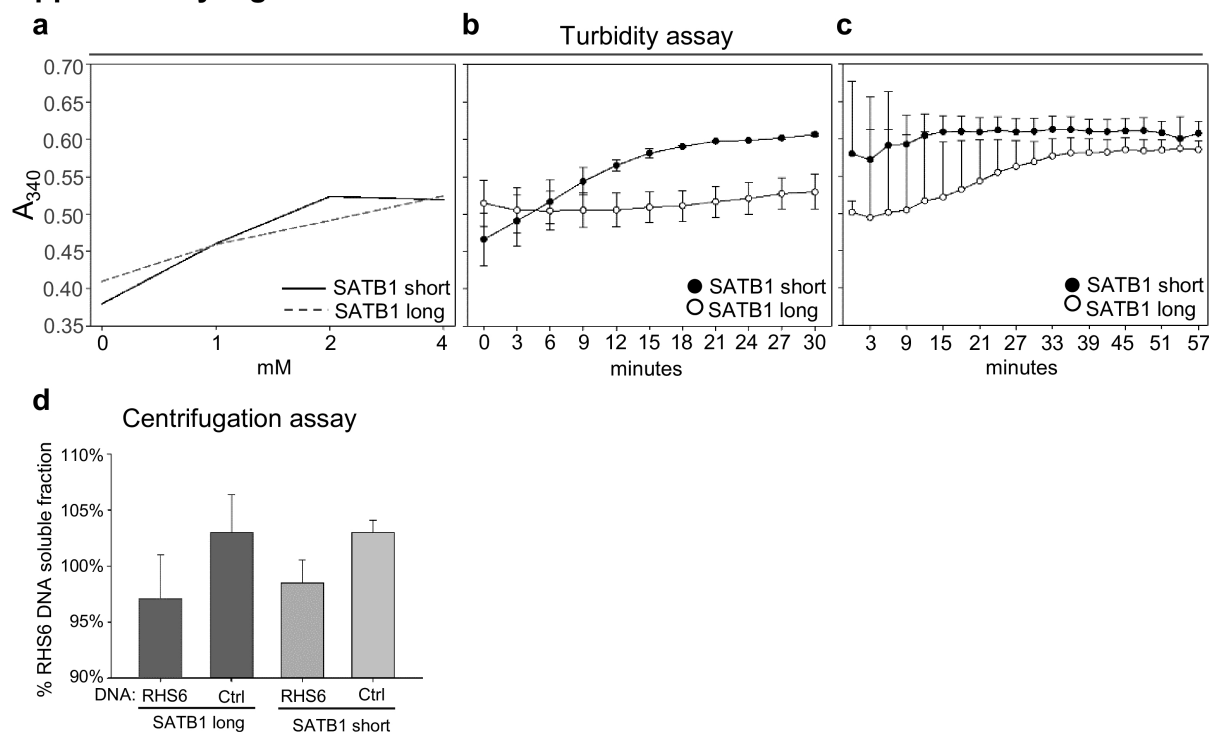 a
b
c
Turbidity assay
0.70
0.65
0.60
0.55
0.50
0.45
0.40
0.35
A340
SATB1 short
SATB1 long
0 1 2 4
mM
SATB1 short
SATB1 long
0 3 6 9 12 15 18 21 24 27 30
minutes
SATB1 short
SATB1 long
3 9 15 21 27 33 39 45 51 57
minutes
d
Centrifugation assay
% RHS6 DNA soluble fraction
110%
105%
100%
95%
90%
DNA: RHS6 Ctrl RHS6 Ctrl
SATB1 long SATB1 short